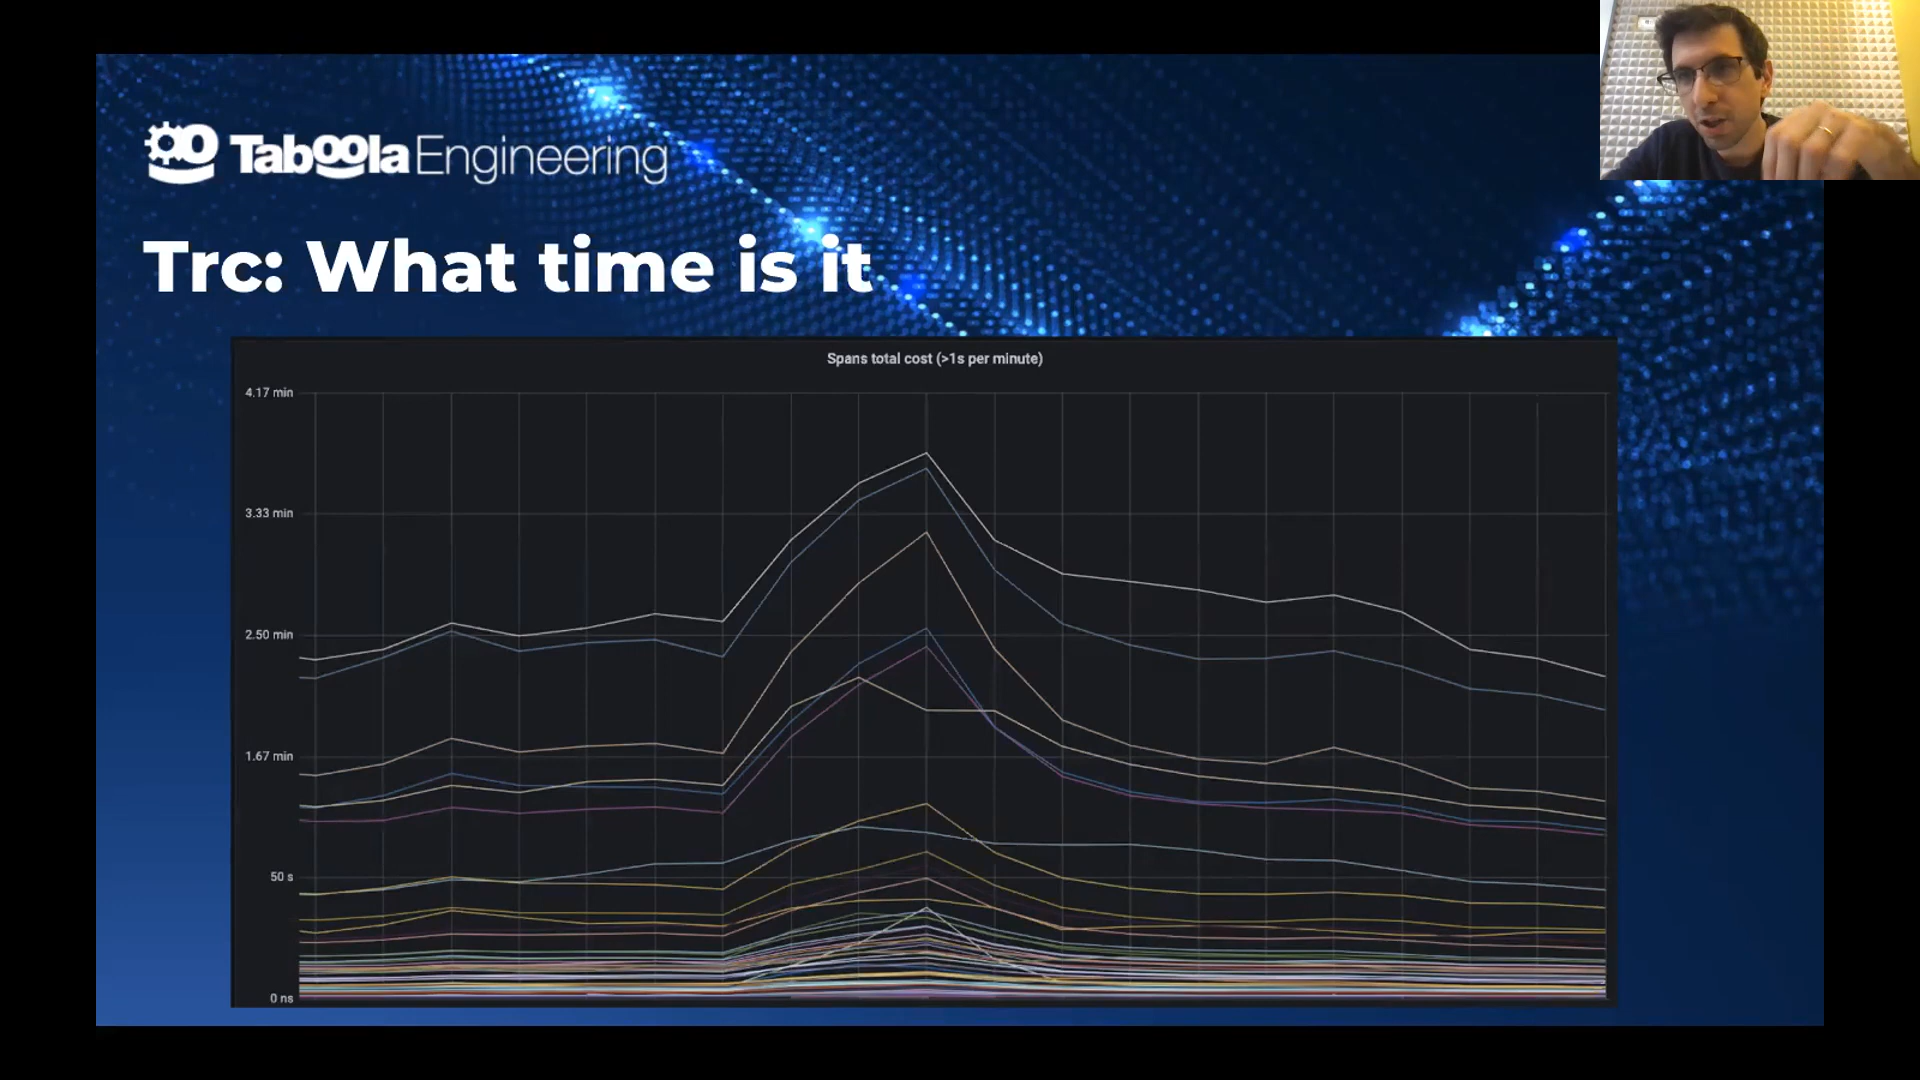 Taboola Engineering
Trc: What time is it
Spans total cost (>1s per minute)
4.17 min
3.33 min
2.50 min
1.67 min
50 s
0 ns